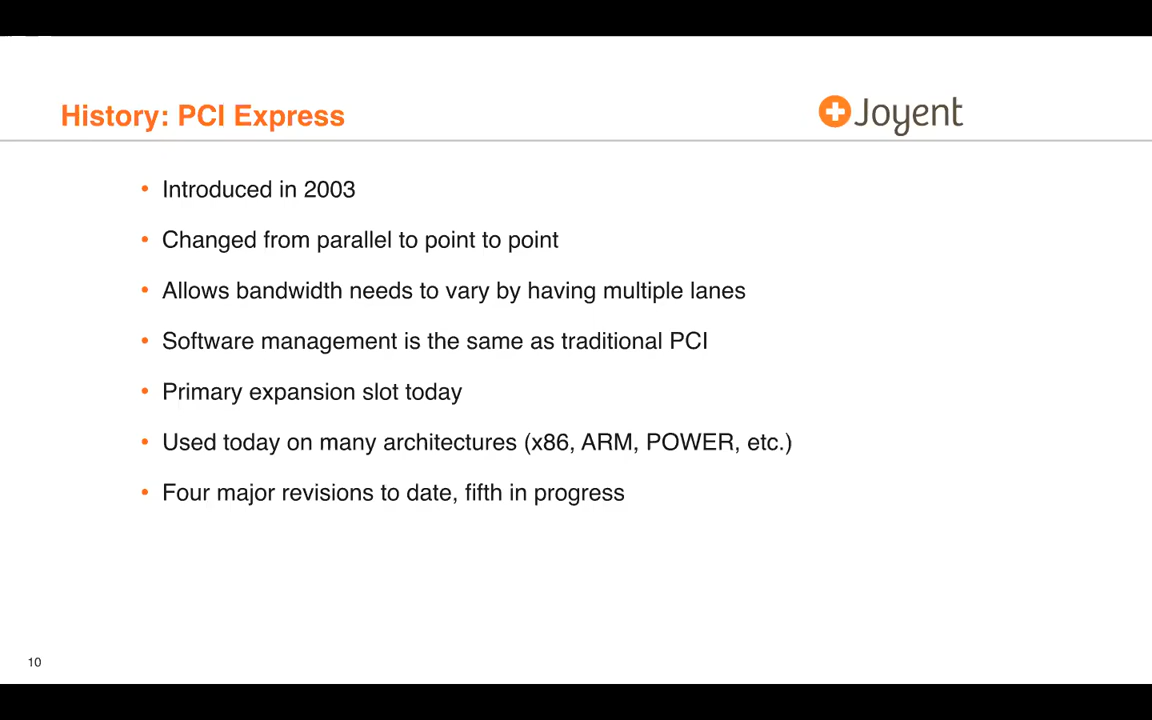 History: PCI Express
Joyent
• Introduced in 2003
• Changed from parallel to point to point
• Allows bandwidth needs to vary by having multiple lanes
• Software management is the same as traditional PCI
• Primary expansion slot today
• Used today on many architectures (x86, ARM, POWER, etc.)
• Four major revisions to date, fifth in progress
10